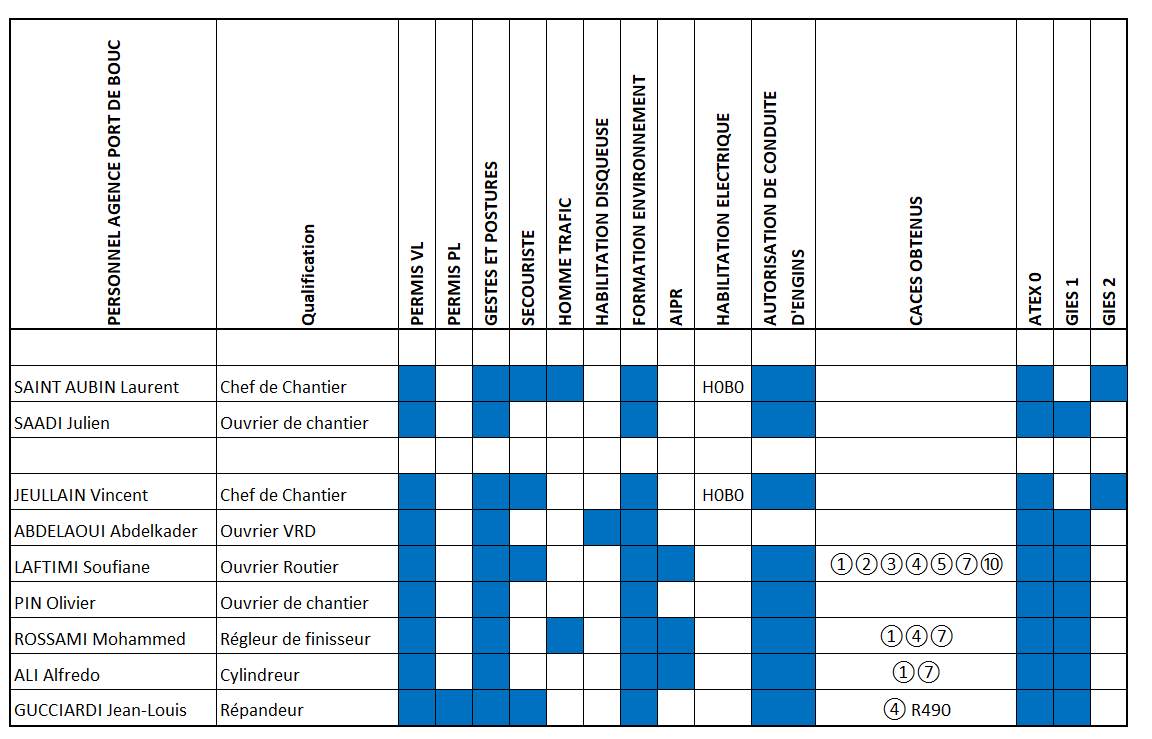 PERSONNEL AGENCE PORT DE BOUC
Qualification
PERMIS VL
PERMIS PL
GESTES ET POSTURES
SECOURISTE
HOMME TRAFIC
HABILITATION DISQUEUSE
FORMATION ENVIRONNEMENT
AIPR
HABILITATION ELECTRIQUE
AUTORISATION DE CONDUITE
D'ENGINS
CACES OBTENUS
ATEX 0
GIES 1
GIES 2
SAINT AUBIN Laurent Chef de Chantier H0B0
SAADI Julien Ouvrier de chantier
JEULLAIN Vincent Chef de Chantier H0B0
ABDELAOUI Abdelkader Ouvrier VRD
LAFTIMI Soufiane Ouvrier Routier ①②③④⑤⑦⑩
PIN Olivier Ouvrier de chantier
ROSSAMI Mohammed Régleur de finisseur ①④⑦
ALI Alfredo Cylindreur ①⑦
GUCCIARDI Jean-Louis Répandeur ④ R490